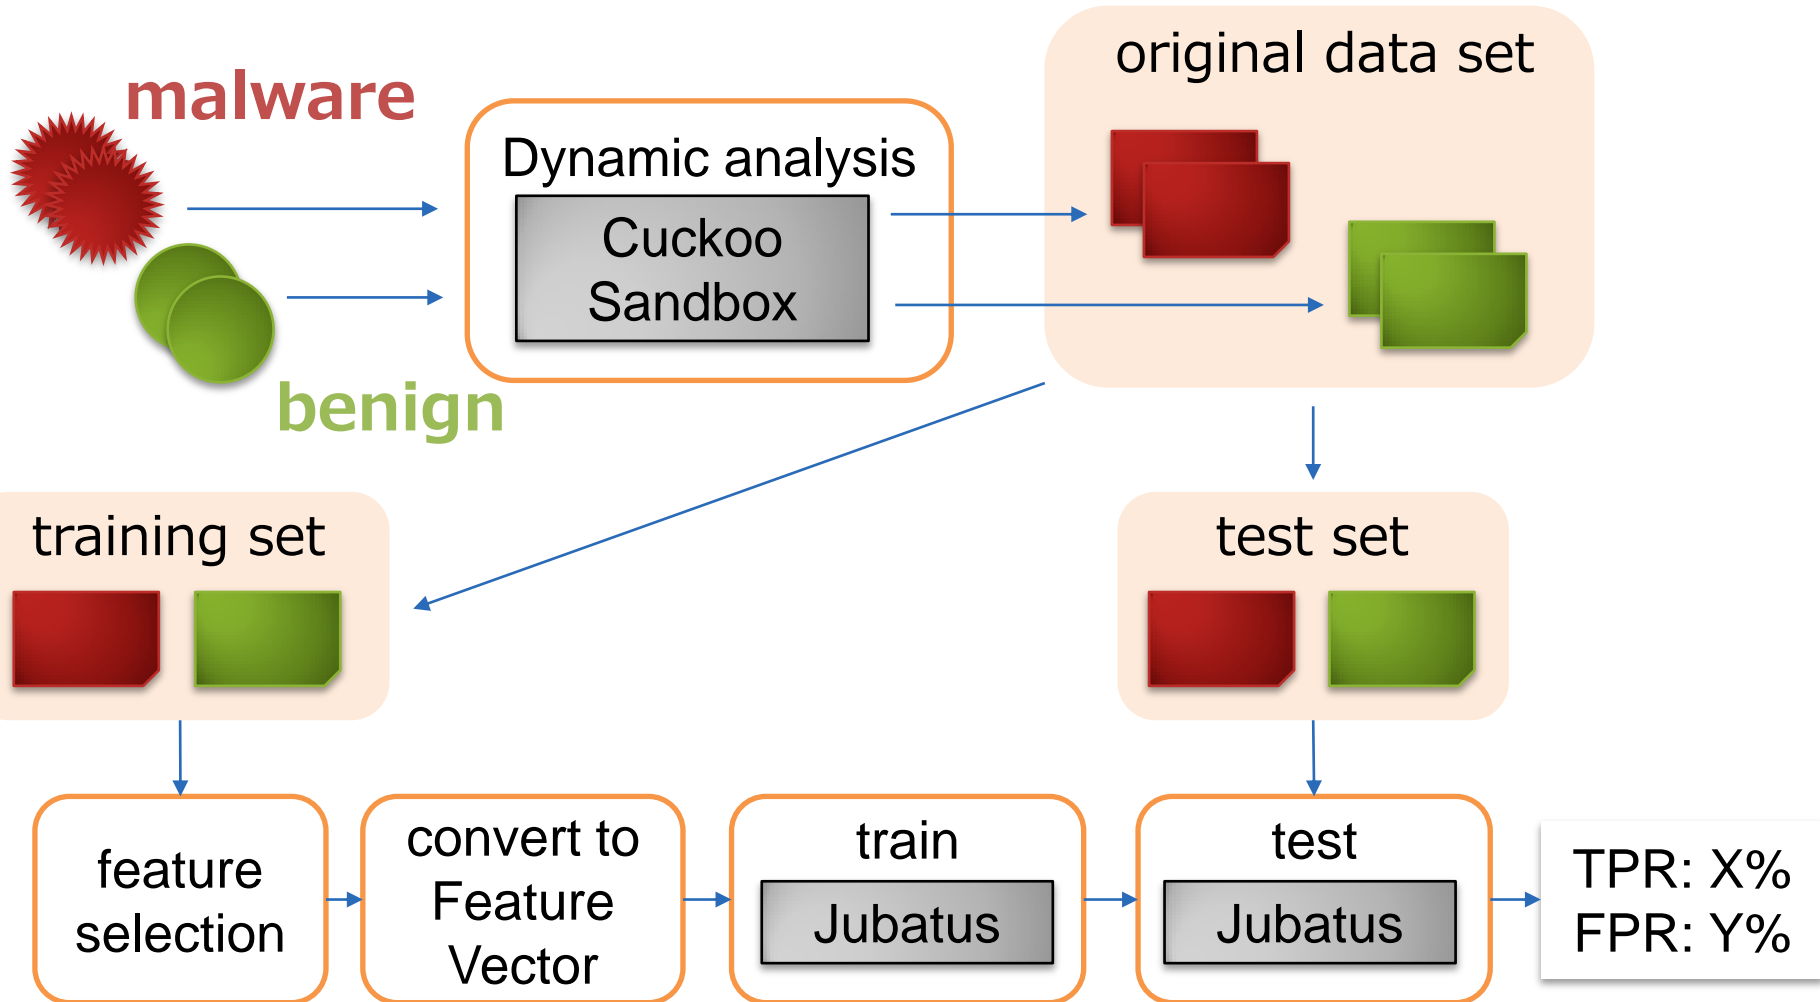 original data set
malware
Dynamic analysis
Cuckoo
Sandbox
benign
training set
test set
feature
selection
convert to
Feature
Vector
train
Jubatus
test
Jubatus
TPR: X%
FPR: Y%